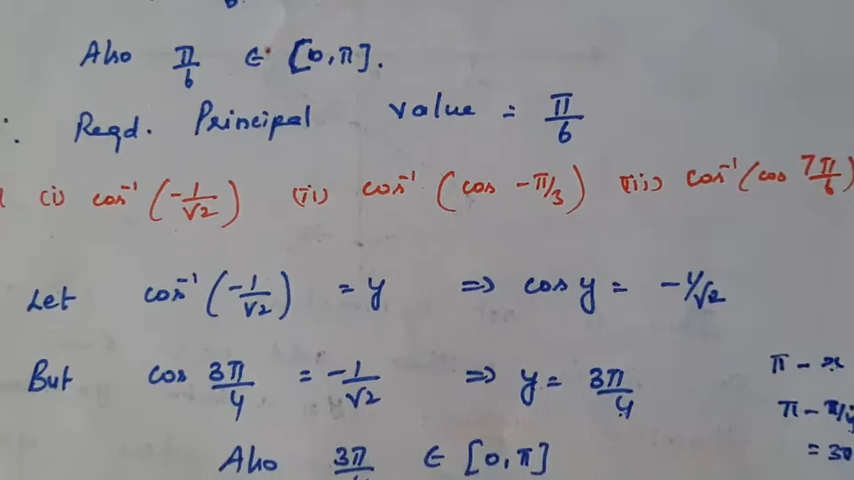 Also π/6 ∈ [0, π].
∴ Reqd. Principal value = π/6
(i) cos⁻¹(-1/√2) (ii) cos⁻¹(cos -π/3) (iii) cos⁻¹(cos 7π/6)
Let cos⁻¹(-1/√2) = y ⇒ cos y = -1/√2
But cos 3π/4 = -1/√2 ⇒ y = 3π/4
π - x
π - π/4
Also 3π/4 ∈ [0, π]